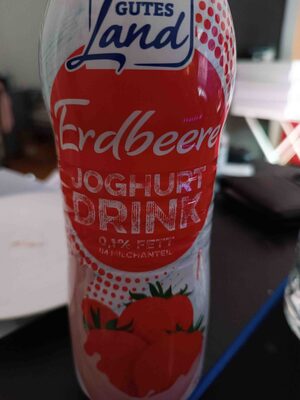 GUTES
Land
Erdbeere
JOGHURT
DRINK
0,1% FETT
IM MILCHANTEIL